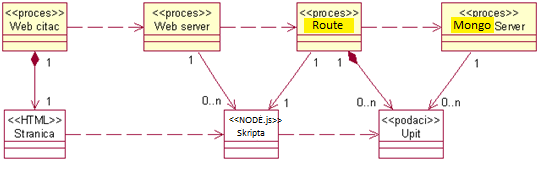 <<proces>> <<proces>> <<proces>> <<proces>>
Web citac Web server Route Mongo Server
1 1 1 1 1
1 0..n 1 0..n 0..n
<<HTML>> <<NODE.js>> <<podaci>>
Stranica Skripta Upit